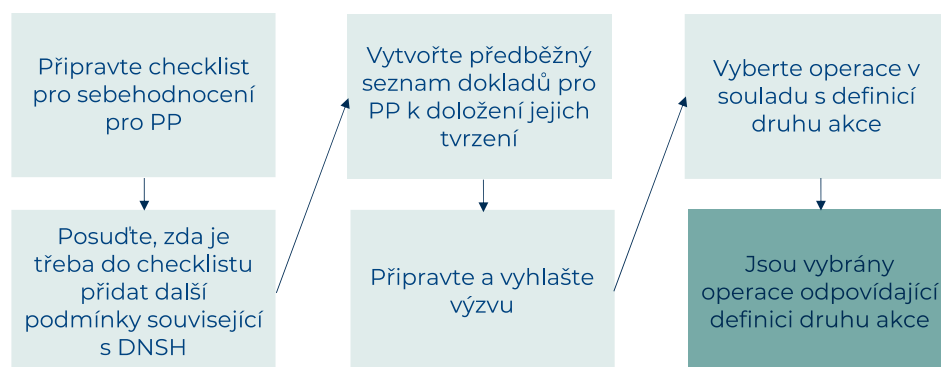 Připravte checklist
pro sebehodnocení
pro PP
Posuďte, zda je
třeba do checklistu
přidat další
podmínky související
s DNSH
Vytvořte předběžný
seznam dokladů pro
PP k doložení jejich
tvrzení
Připravte a vyhlašte
výzvu
Vyberte operace v
souladu s definicí
druhu akce
Jsou vybrány
operace odpovídající
definici druhu akce